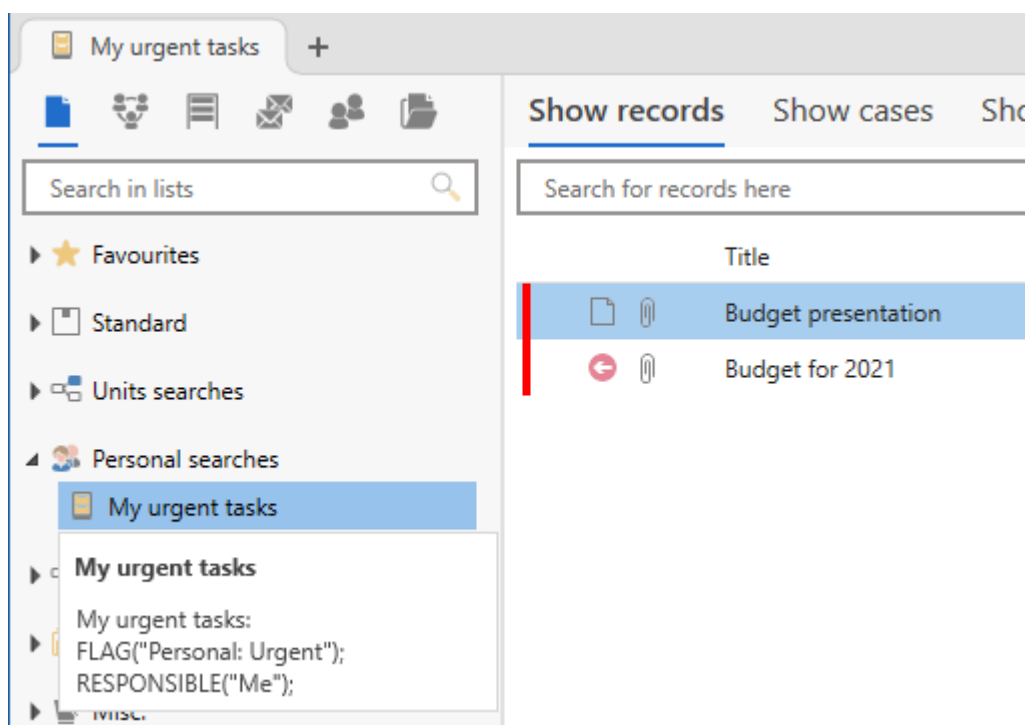 My urgent tasks +
Show records Show cases
Search in lists
Search for records here
Favourites
Title
Standard
Budget presentation
Budget for 2021
Units searches
Personal searches
My urgent tasks
My urgent tasks
My urgent tasks:
FLAG("Personal: Urgent");
RESPONSIBLE("Me");
Misc.